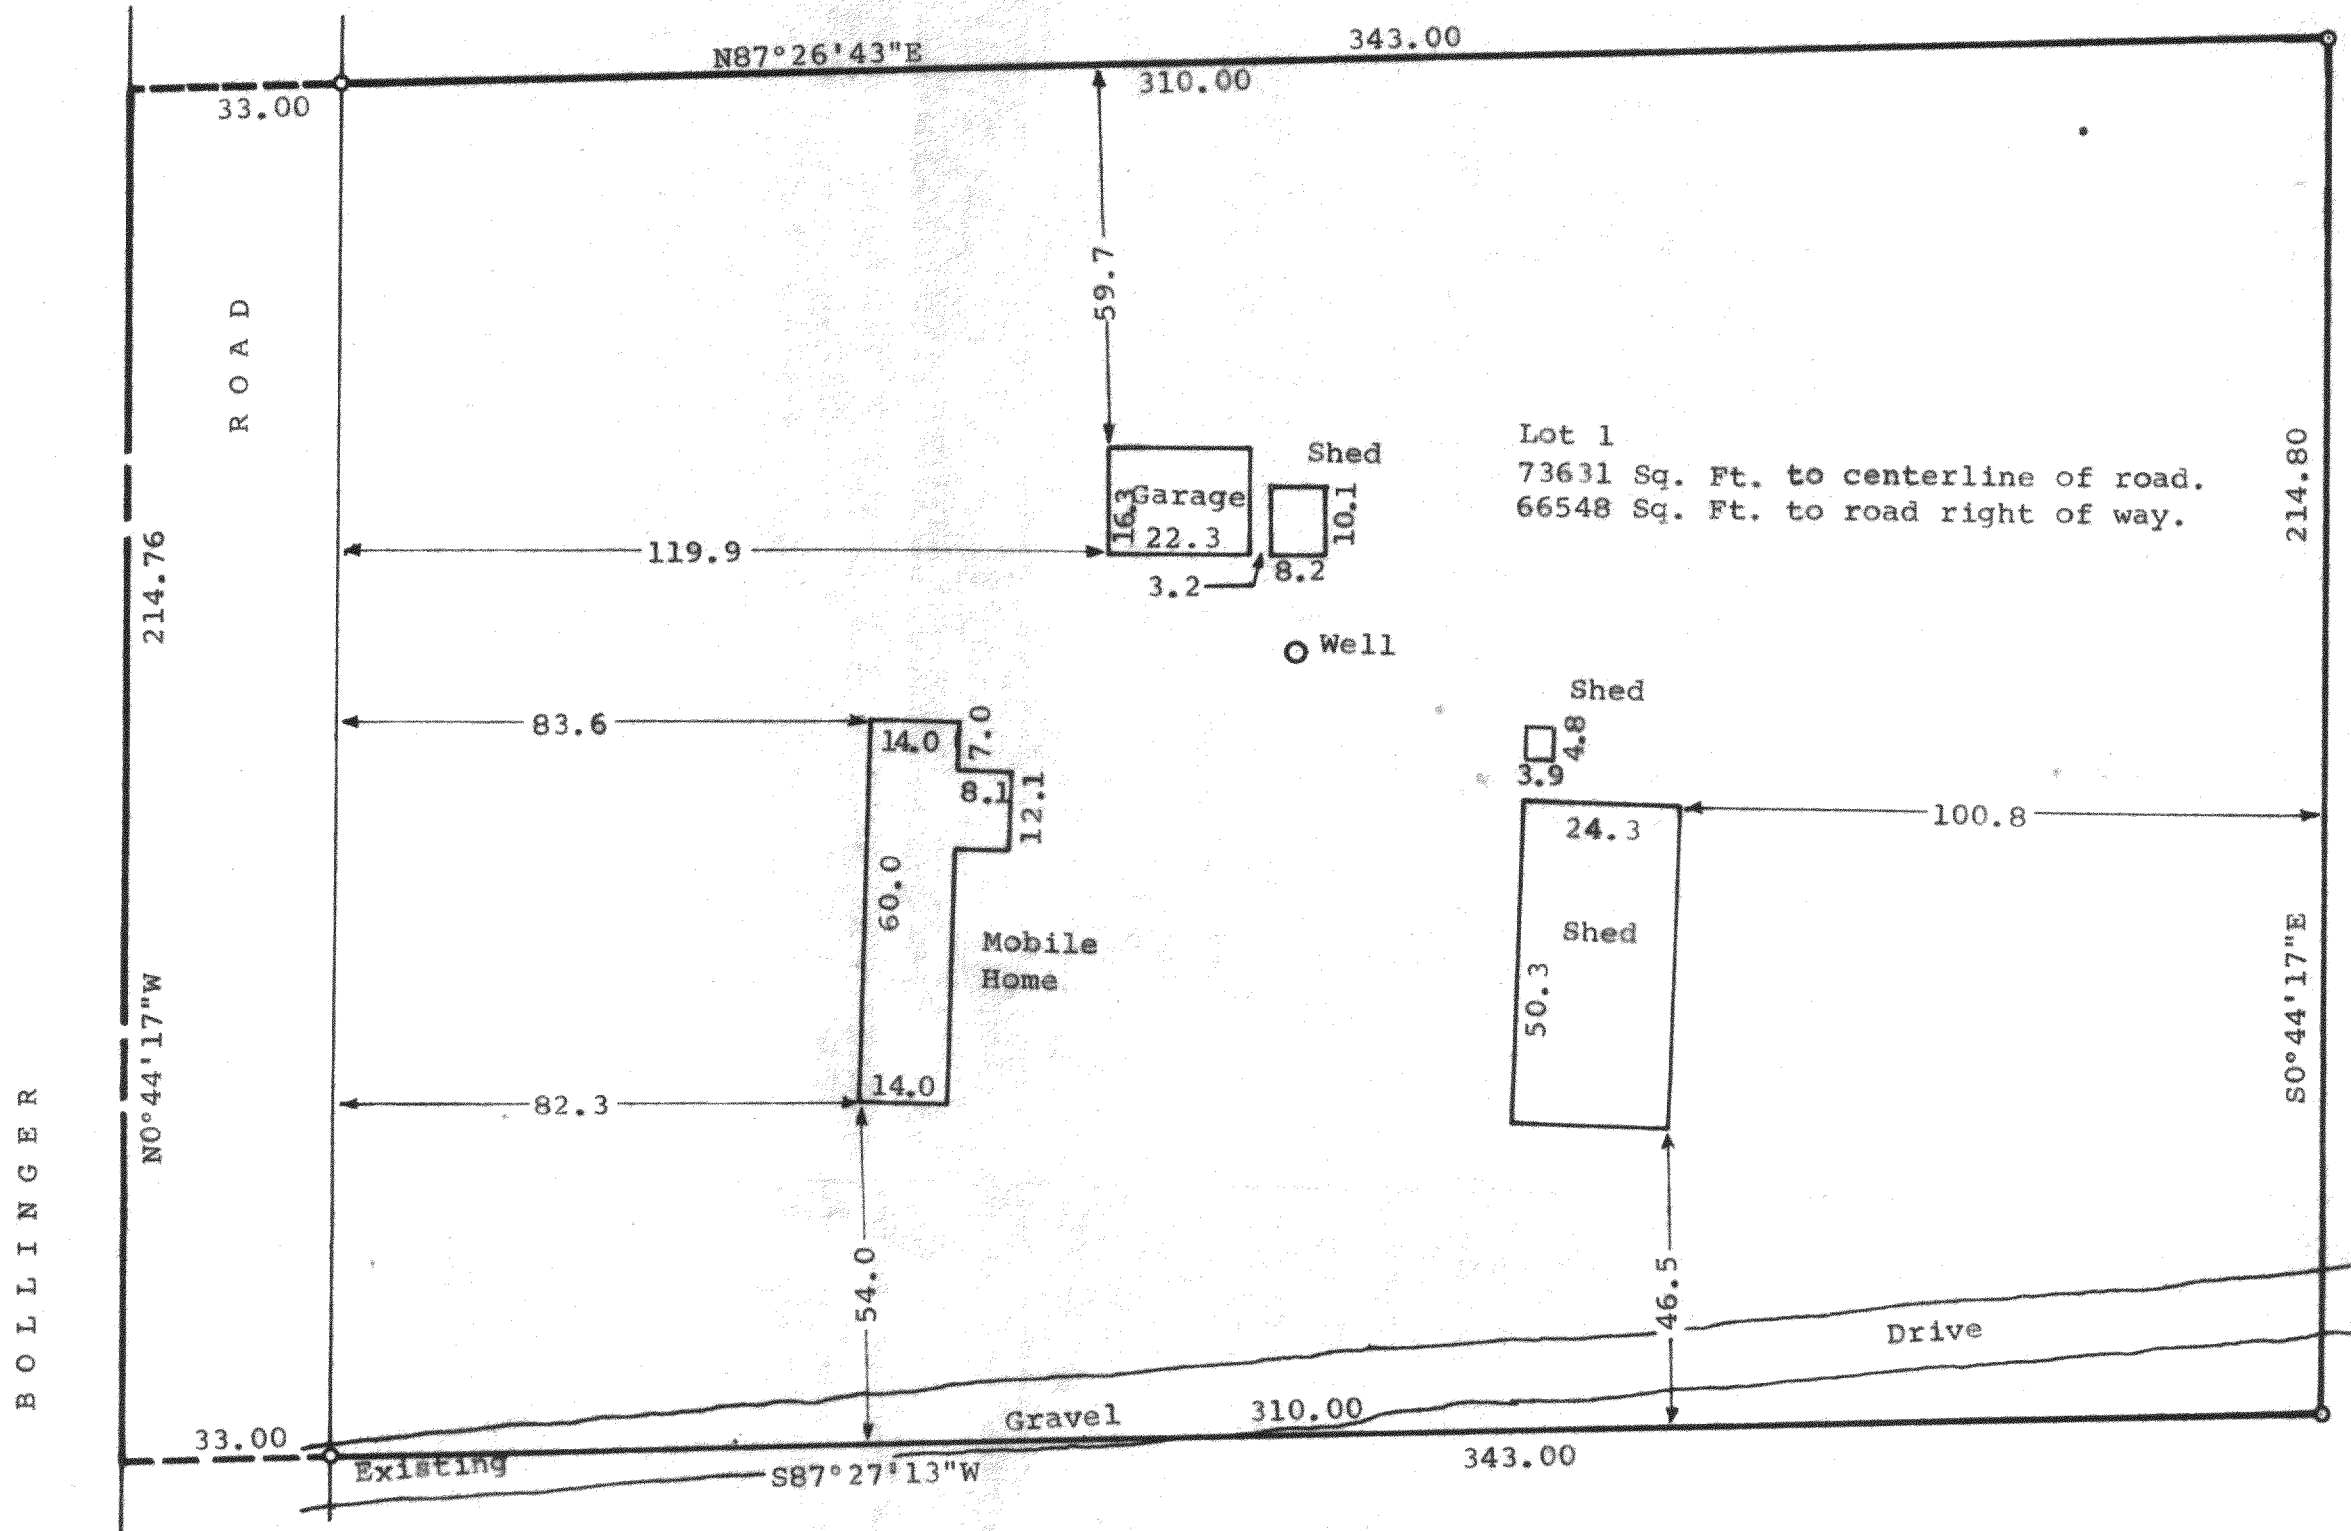 343.00
N87°26'43"E
310.00
33.00
59.7
ROAD
Lot 1
73631 Sq. Ft. to centerline of road.
66548 Sq. Ft. to road right of way.
Shed
Garage
16.3
22.3
10.1
8.2
3.2
119.9
214.76
214.80
Well
Shed
4.8
3.9
83.6
14.0
7.0
8.1
12.1
60.0
Mobile
Home
14.0
24.3
100.8
Shed
50.3
82.3
N0°44'17"W
S0°44'17"E
BOLLINGER
54.0
46.5
Drive
Gravel
310.00
33.00
Existing
S87°27'13"W
343.00